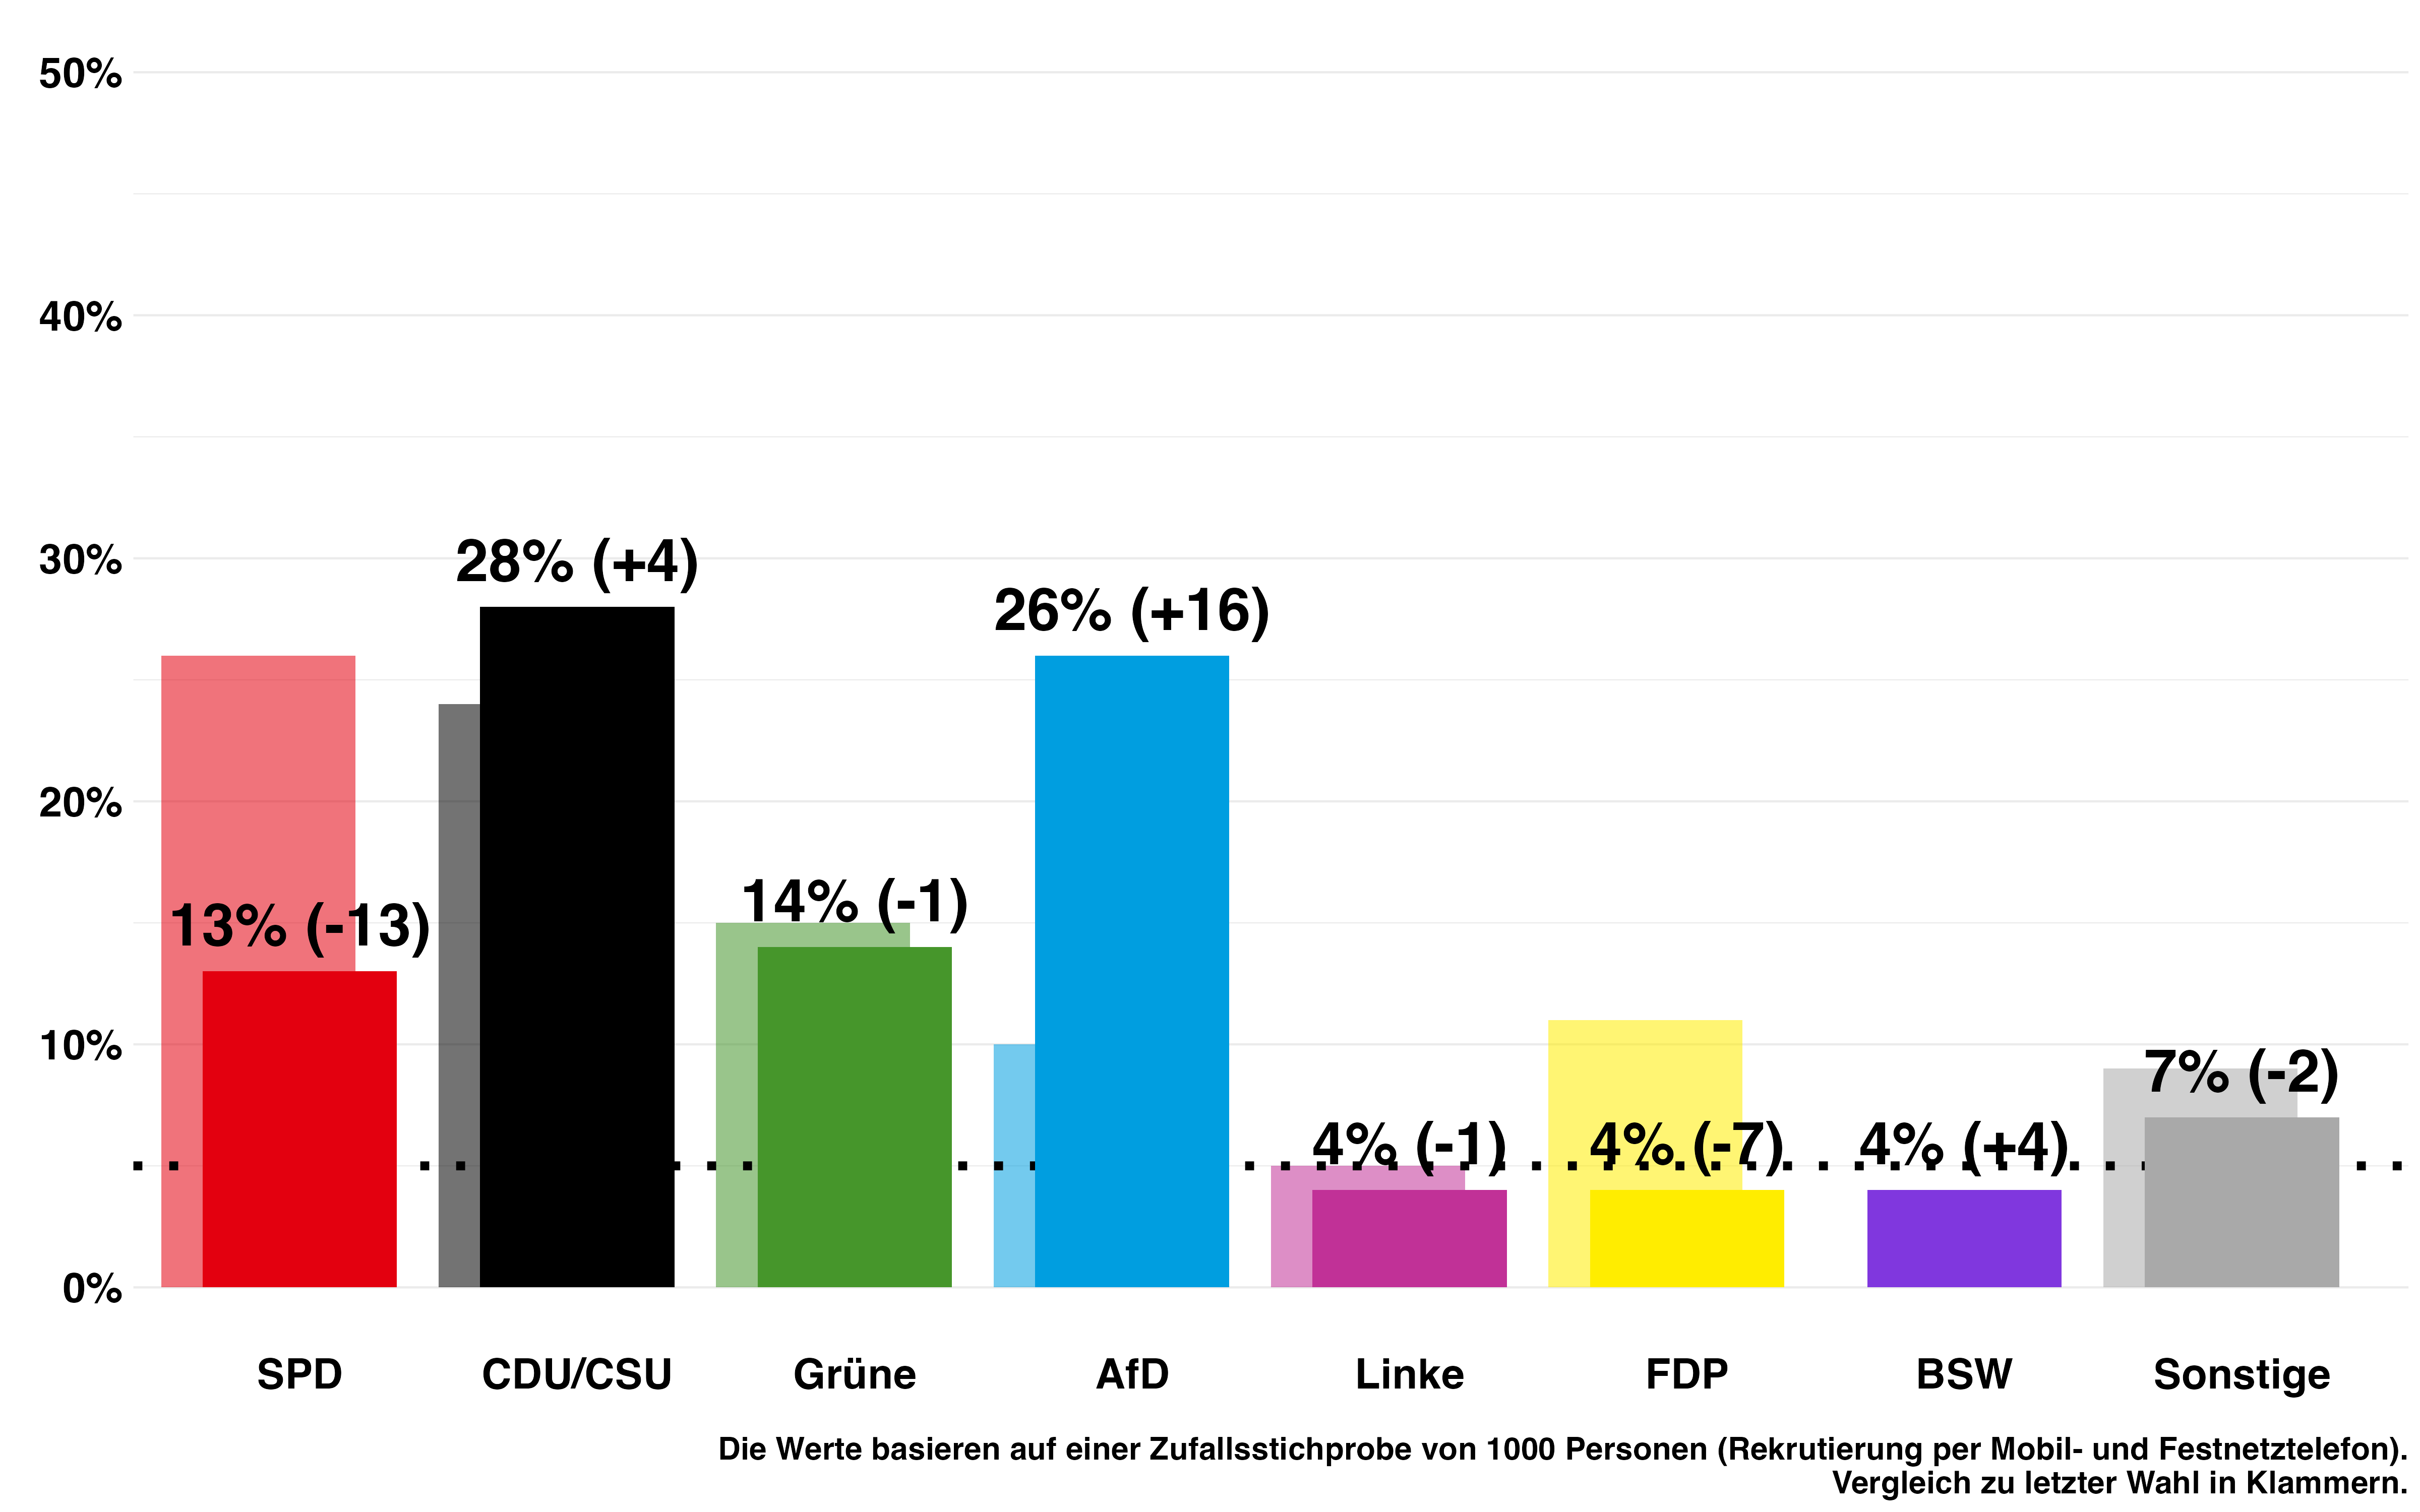 50%
40%
30%
20%
10%
0%
13% (-13)
28% (+4)
14% (-1)
26% (+16)
4% (-1)
4% (-7)
4% (+4)
7% (-2)
SPD
CDU/CSU
Grüne
AfD
Linke
FDP
BSW
Sonstige
Die Werte basieren auf einer Zufallsstichprobe von 1000 Personen (Rekrutierung per Mobil- und Festnetztelefon).
Vergleich zu letzter Wahl in Klammern.